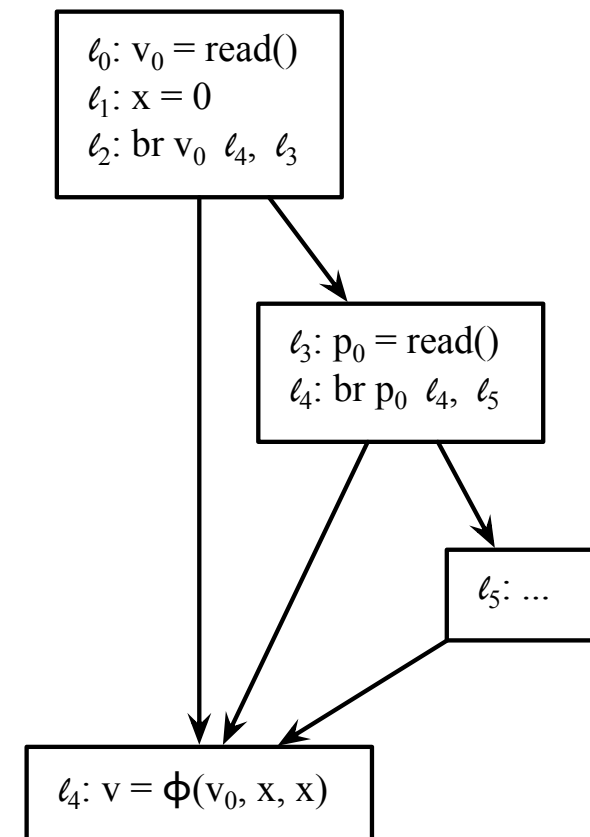 ℓ₀: v₀ = read()
ℓ₁: x = 0
ℓ₂: br v₀ ℓ₄, ℓ₃
ℓ₃: p₀ = read()
ℓ₄: br p₀ ℓ₄, ℓ₅
ℓ₅: ...
ℓ₄: v = ϕ(v₀, x, x)